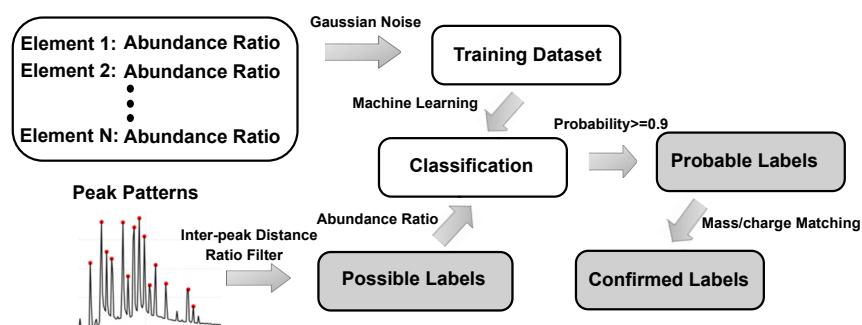 Element 1: Abundance Ratio
Element 2: Abundance Ratio
Element N: Abundance Ratio
Gaussian Noise
Training Dataset
Machine Learning
Classification
Probability>=0.9
Probable Labels
Peak Patterns
Inter-peak Distance
Ratio Filter
Abundance Ratio
Possible Labels
Mass/charge Matching
Confirmed Labels